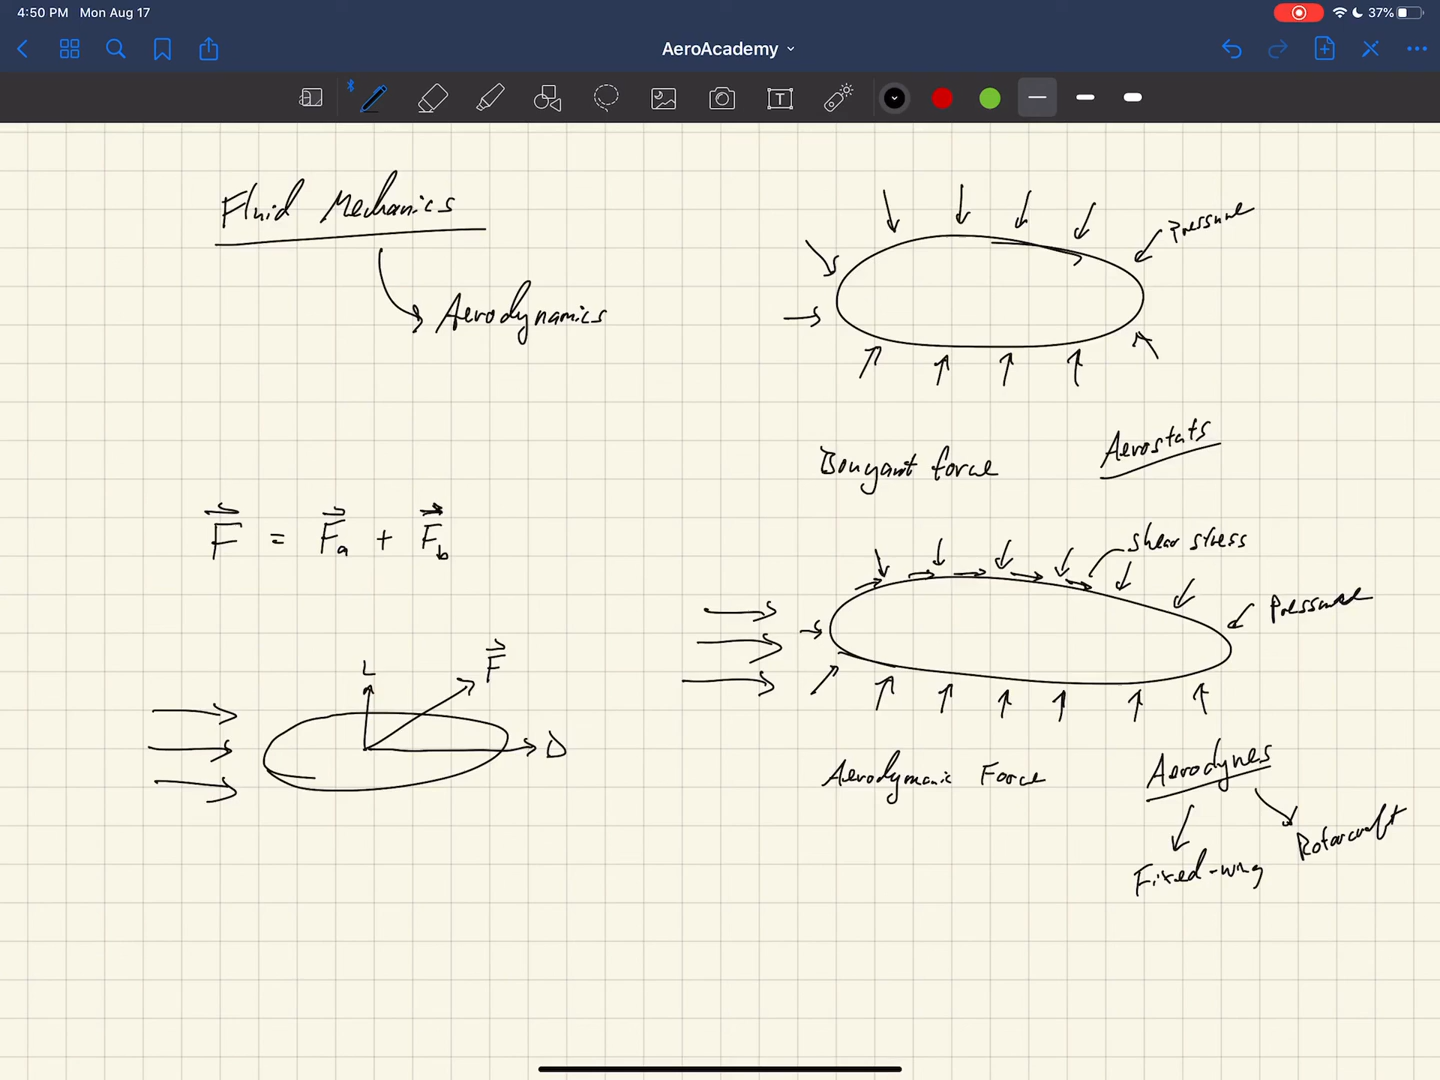 4:50 PM Mon Aug 17
37%
AeroAcademy
T
Fluid Mechanics
Aerodynamics
Pressure
Bouyant force
Aerostats
F = Fa + Fb
shear stress
Pressure
L
F
D
Aerodymanic Force
Aerodynes
Rotorcraft
Fixed-wing